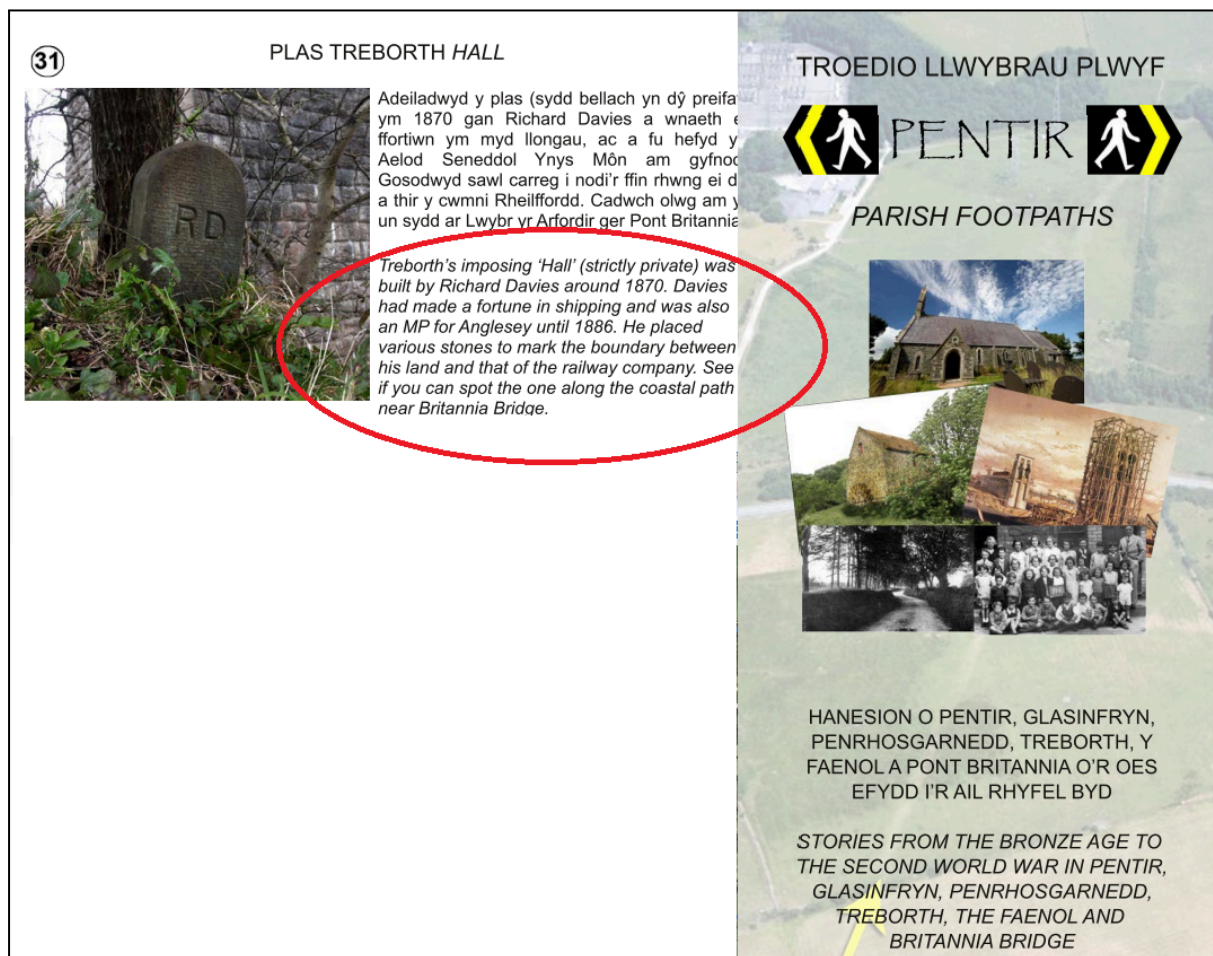 31
PLAS TREBORTH HALL
RD
Adeiladwyd y plas (sydd bellach yn dŷ
ym 1870 gan Richard Davies a wnaeth
ffortiwn ym myd llongau, ac a fu hefyd
Aelod Seneddol Ynys Môn am
Gosodwyd sawl carreg i nodi'r ffin rhwng ei
a thir y cwmni Rheilffordd. Cadwch olwg am
un sydd ar Lwybr yr Arfordir ger Pont Britannia
Treborth's imposing 'Hall' (strictly private) was
built by Richard Davies around 1870. Davies
had made a fortune in shipping and was also
an MP for Anglesey until 1886. He placed
various stones to mark the boundary between
his land and that of the railway company. See
if you can spot the one along the coastal path
near Britannia Bridge.
TROEDIO LLWYBRAU PLWYF
PENTIR
PARISH FOOTPATHS
HANESION O PENTIR, GLASINFRYN,
PENRHOSGARNEDD, TREBORTH, Y
FAENOL A PONT BRITANNIA O'R OES
EFYDD I'R AIL RHYFEL BYD
STORIES FROM THE BRONZE AGE TO
THE SECOND WORLD WAR IN PENTIR,
GLASINFRYN, PENRHOSGARNEDD,
TREBORTH, THE FAENOL AND
BRITANNIA BRIDGE